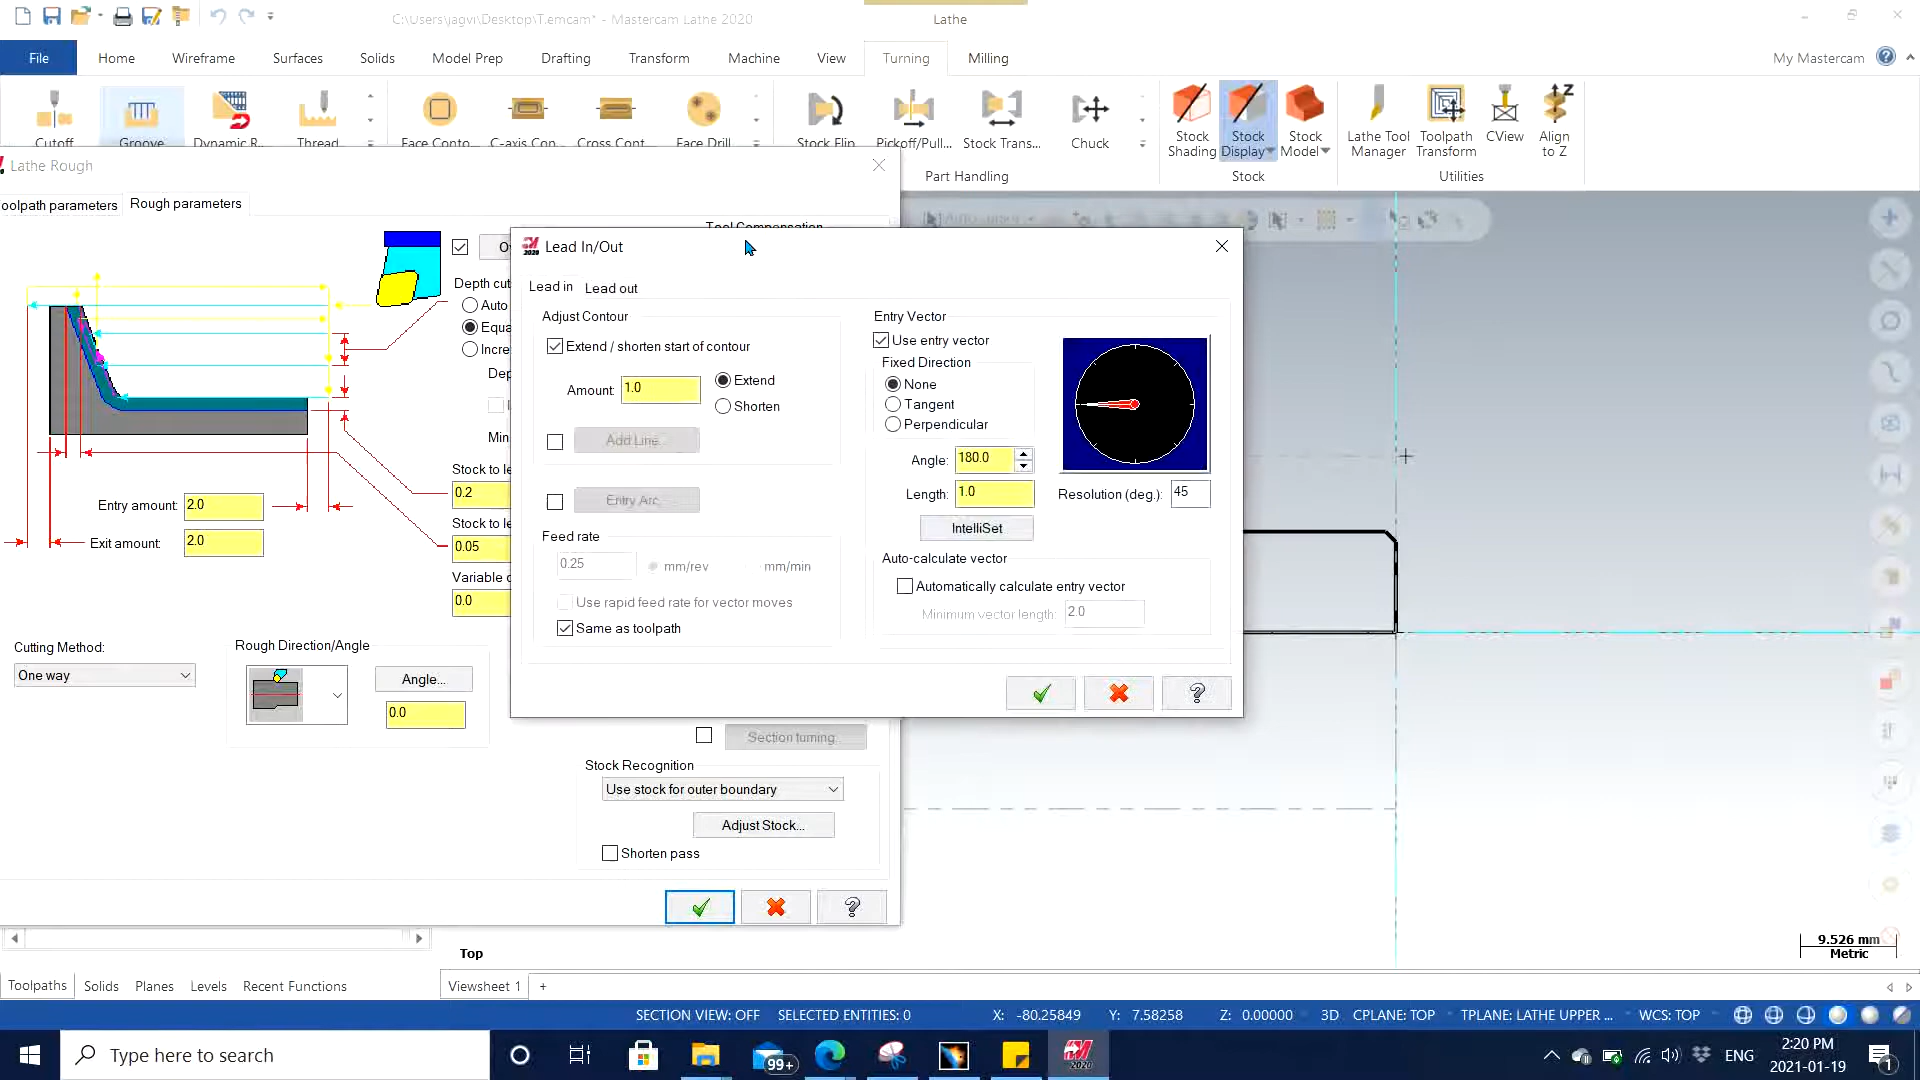 C:\Users\jagvi\Desktop\T.emcam* - Mastercam Lathe 2020
Lathe
File Home Wireframe Surfaces Solids Model Prep Drafting Transform Machine View Turning Milling
My Mastercam
Cutoff Groove Dynamic R... Thread Face Conto... C-axis Con... Cross Cont... Face Drill Stock Flip Pickoff/Pull... Stock Trans... Chuck
Stock Shading
Stock Display
Stock Model
Lathe Tool Manager
Toolpath Transform
CView
Align to Z
Part Handling Stock Utilities
Lathe Rough
oolpath parameters Rough parameters
Tool Compensation
Depth cut
Auto
Equa
Incre
Dep
Min
Stock to le
0.2
Stock to le
0.05
Variable d
0.0
Entry amount: 2.0
Exit amount: 2.0
Cutting Method:
One way
Rough Direction/Angle
Angle...
0.0
Section turning...
Stock Recognition
Use stock for outer boundary
Adjust Stock...
Shorten pass
2020 Lead In/Out
Lead in Lead out
Adjust Contour
Extend / shorten start of contour
Amount: 1.0
Extend
Shorten
Add Line...
Entry Arc...
Feed rate
0.25 mm/rev mm/min
Use rapid feed rate for vector moves
Same as toolpath
Entry Vector
Use entry vector
Fixed Direction
None
Tangent
Perpendicular
Angle: 180.0
Length: 1.0
Resolution (deg.): 45
IntelliSet
Auto-calculate vector
Automatically calculate entry vector
Minimum vector length: 2.0
Top
9.526 mm
Metric
Toolpaths Solids Planes Levels Recent Functions
Viewsheet 1 +
SECTION VIEW: OFF SELECTED ENTITIES: 0 X: -80.25849 Y: 7.58258 Z: 0.00000 3D CPLANE: TOP TPLANE: LATHE UPPER ... WCS: TOP
Type here to search
99+
2020
ENG
2:20 PM
2021-01-19
1